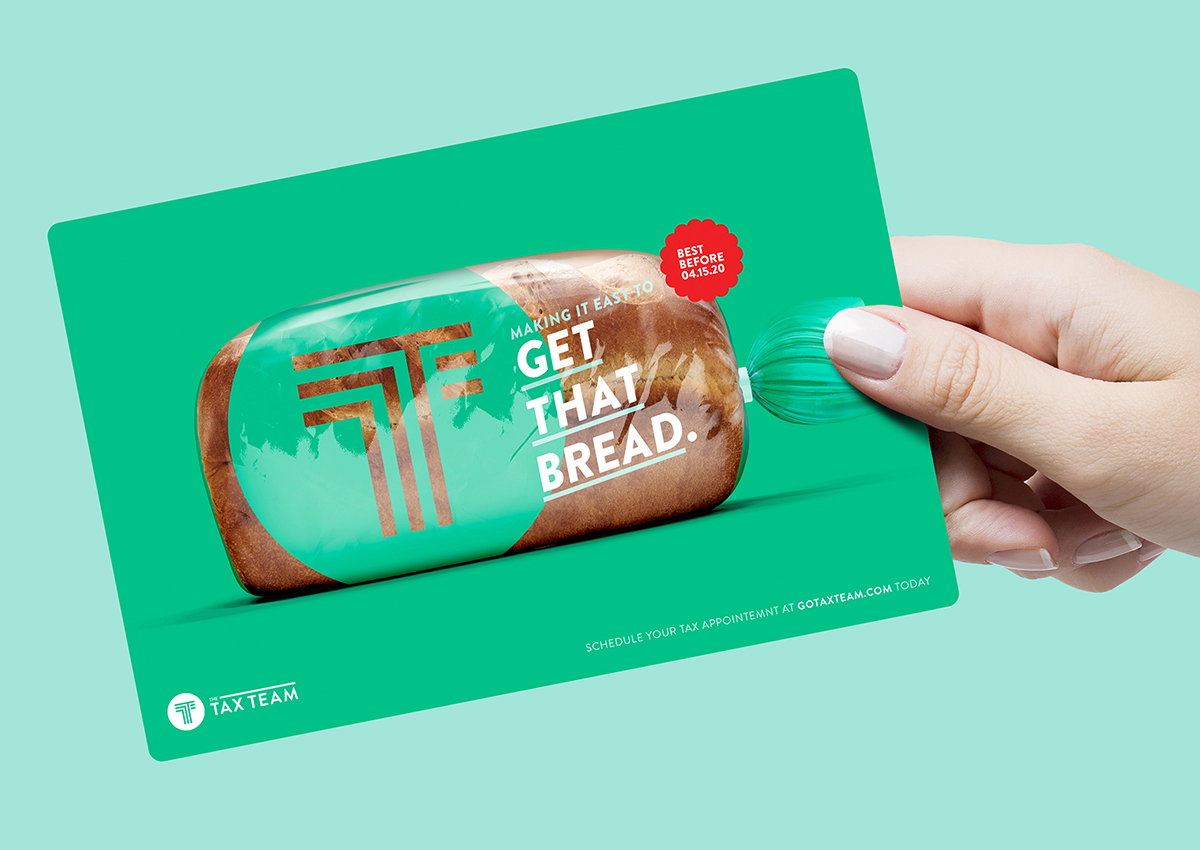 BEST
BEFORE
04.15.20
MAKING IT EASY TO
GET
THAT
BREAD.
SCHEDULE YOUR TAX APPOINTEMNT AT GOTAXTEAM.COM TODAY
THE
TAX TEAM